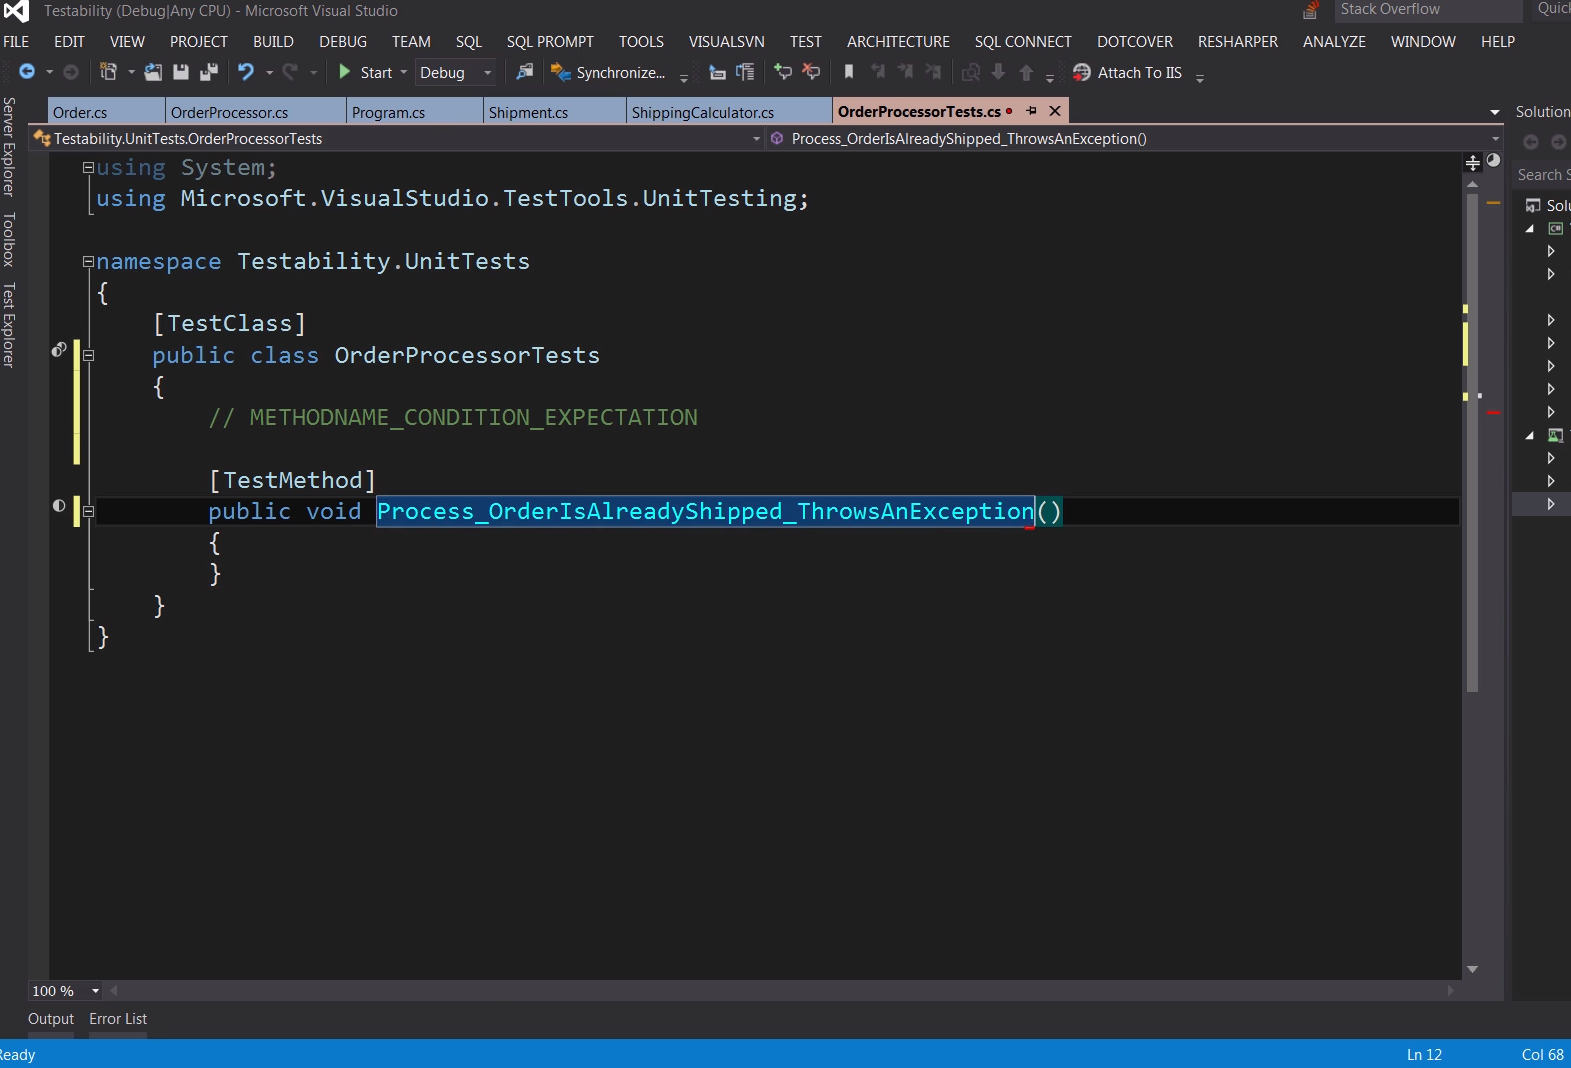 Testability (Debug|Any CPU) - Microsoft Visual Studio
Stack Overflow
Quic
FILE EDIT VIEW PROJECT BUILD DEBUG TEAM SQL SQL PROMPT TOOLS VISUALSVN TEST ARCHITECTURE SQL CONNECT DOTCOVER RESHARPER ANALYZE WINDOW HELP
Start Debug Synchronize... Attach To IIS
Server Explorer
Toolbox
Test Explorer
Order.cs OrderProcessor.cs Program.cs Shipment.cs ShippingCalculator.cs OrderProcessorTests.cs
Solution
Testability.UnitTests.OrderProcessorTests Process_OrderIsAlreadyShipped_ThrowsAnException()
Search S
Solu
using System;
using Microsoft.VisualStudio.TestTools.UnitTesting;
namespace Testability.UnitTests
{
[TestClass]
public class OrderProcessorTests
{
// METHODNAME_CONDITION_EXPECTATION
[TestMethod]
public void Process_OrderIsAlreadyShipped_ThrowsAnException()
{
}
}
}
100 %
Output Error List
Ready Ln 12 Col 68